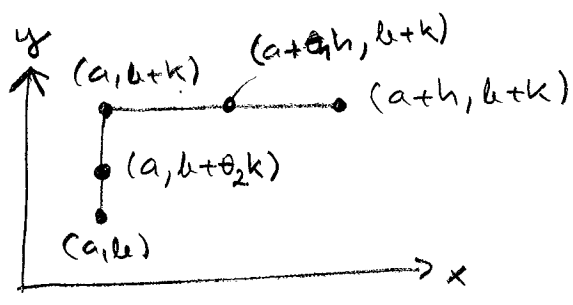 y
(a+θ₁h, b+k)
(a, b+k)
(a+h, b+k)
(a, b+θ₂k)
(a, b)
x